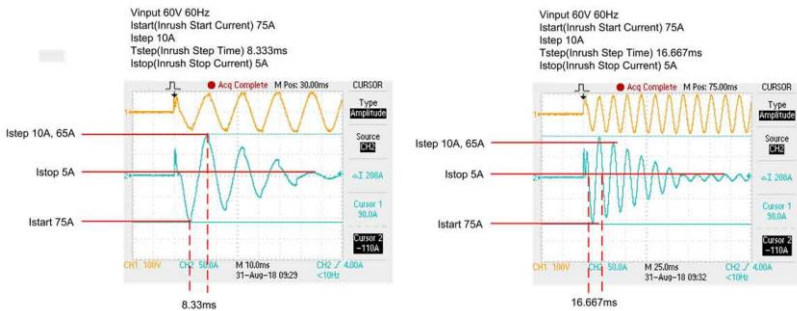 Vinput 60V 60Hz
Istart(Inrush Start Current) 75A
Istep 10A
Tstep(Inrush Step Time) 8.333ms
Istop(Inrush Stop Current) 5A
Acq Complete M Pos: 30.00ms CURSOR
Type
Amplitude
Source
CH2
Istep 10A, 65A
Istop 5A
ΔI 208A
Cursor 1
98.0A
Istart 75A
Cursor 2
-110A
CH1 100V CH2 50.0A M 10.0ms CH2 / 4.00A
31-Aug-18 09:29 <10Hz
8.33ms
Vinput 60V 60Hz
Istart(Inrush Start Current) 75A
Istep 10A
Tstep(Inrush Step Time) 16.667ms
Istop(Inrush Stop Current) 5A
Acq Complete M Pos: 75.00ms CURSOR
Type
Amplitude
Source
CH2
Istep 10A, 65A
Istop 5A
ΔI 208A
Cursor 1
98.0A
Istart 75A
Cursor 2
-110A
CH1 100V CH2 50.0A M 25.0ms CH2 / 4.00A
31-Aug-18 09:32 <10Hz
16.667ms